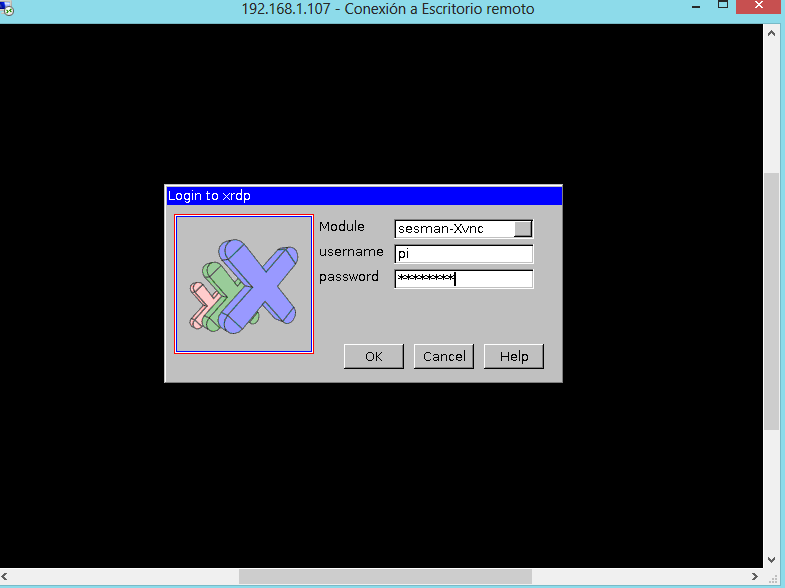 192.168.1.107 - Conexión a Escritorio remoto
Login to xrdp
Module sesman-Xvnc
username pi
password ********
OK Cancel Help